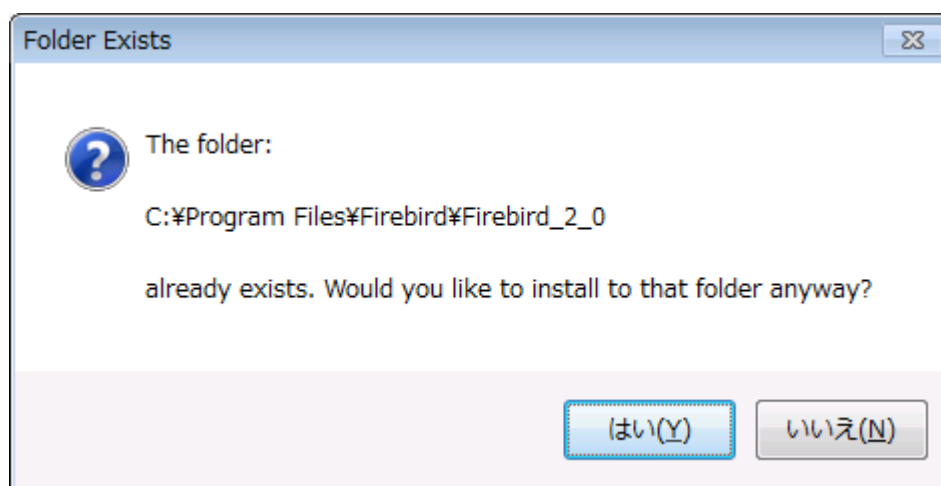 Folder Exists
The folder:
C:¥Program Files¥Firebird¥Firebird_2_0
already exists. Would you like to install to that folder anyway?
はい(Y)
いいえ(N)